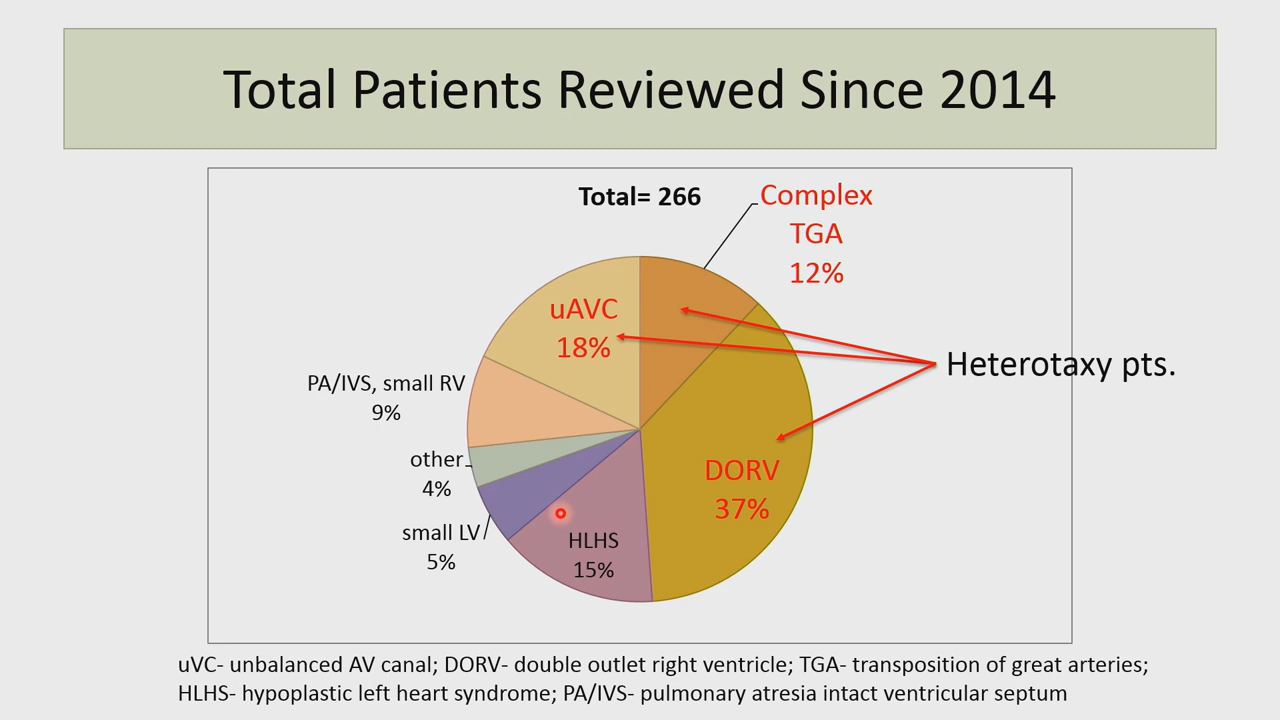 Total Patients Reviewed Since 2014
Total= 266
Complex
TGA
12%
uAVC
18%
Heterotaxy pts.
PA/IVS, small RV
9%
other
4%
DORV
37%
small LV
5%
HLHS
15%
uVC- unbalanced AV canal; DORV- double outlet right ventricle; TGA- transposition of great arteries;
HLHS- hypoplastic left heart syndrome; PA/IVS- pulmonary atresia intact ventricular septum